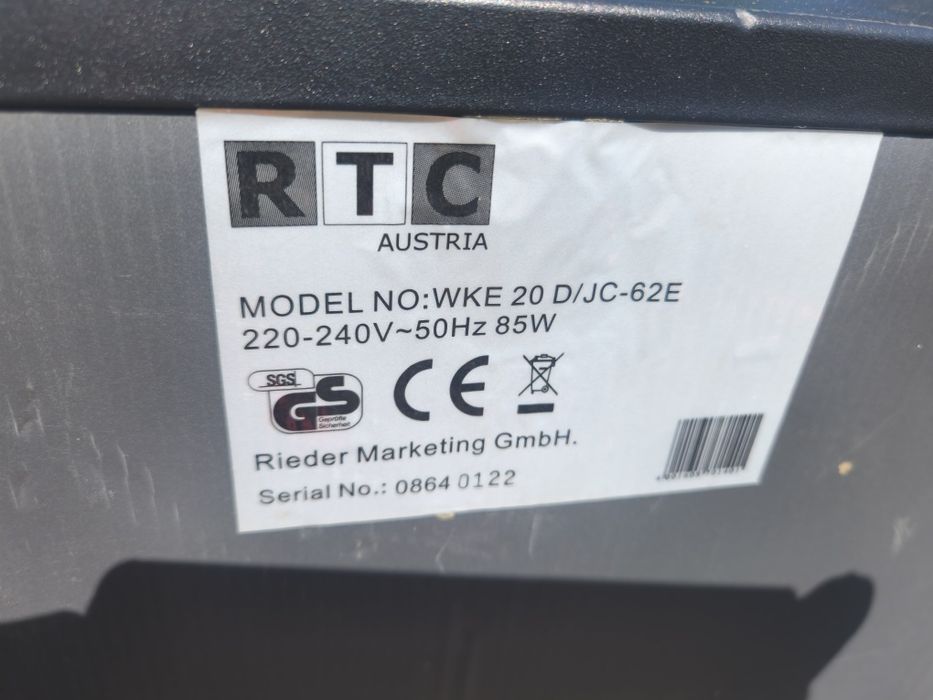 RTC
AUSTRIA
MODEL NO:WKE 20 D/JC-62E
220-240V~50Hz 85W
SGS
GS
Geprüfte
Sicherheit
CE
Rieder Marketing GmbH.
Serial No.: 0864 0122